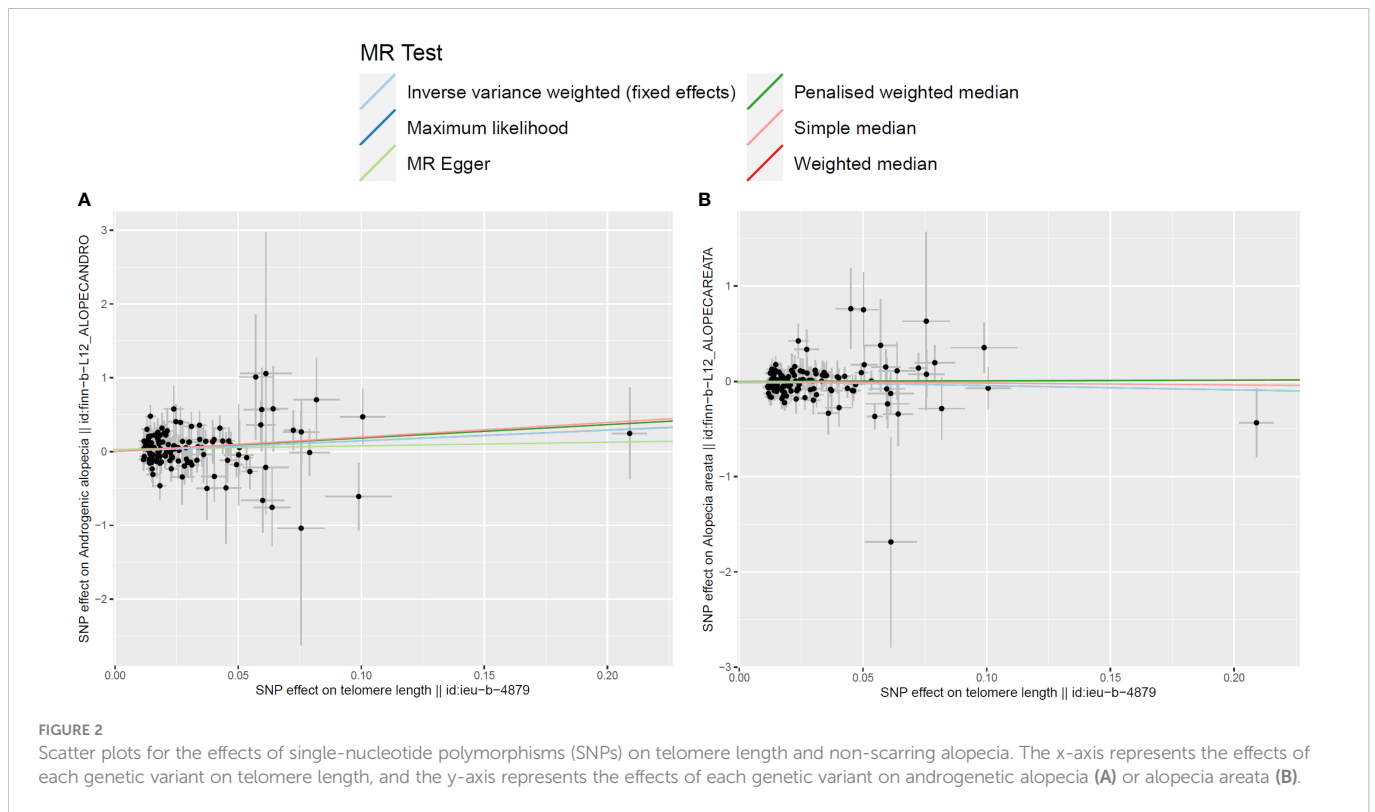 MR Test
Inverse variance weighted (fixed effects)
Maximum likelihood
MR Egger
Penalised weighted median
Simple median
Weighted median
A
SNP effect on Androgenic alopecia || id:finn−b−L12_ALOPECANDRO
3
2
1
0
−1
−2
0.00
0.05
0.10
0.15
0.20
SNP effect on telomere length || id:ieu−b−4879
B
SNP effect on Alopecia areata || id:finn−b−L12_ALOPECAREATA
1
0
−1
−2
−3
0.00
0.05
0.10
0.15
0.20
SNP effect on telomere length || id:ieu−b−4879
FIGURE 2
Scatter plots for the effects of single-nucleotide polymorphisms (SNPs) on telomere length and non-scarring alopecia. The x-axis represents the effects of
each genetic variant on telomere length, and the y-axis represents the effects of each genetic variant on androgenetic alopecia (A) or alopecia areata (B).